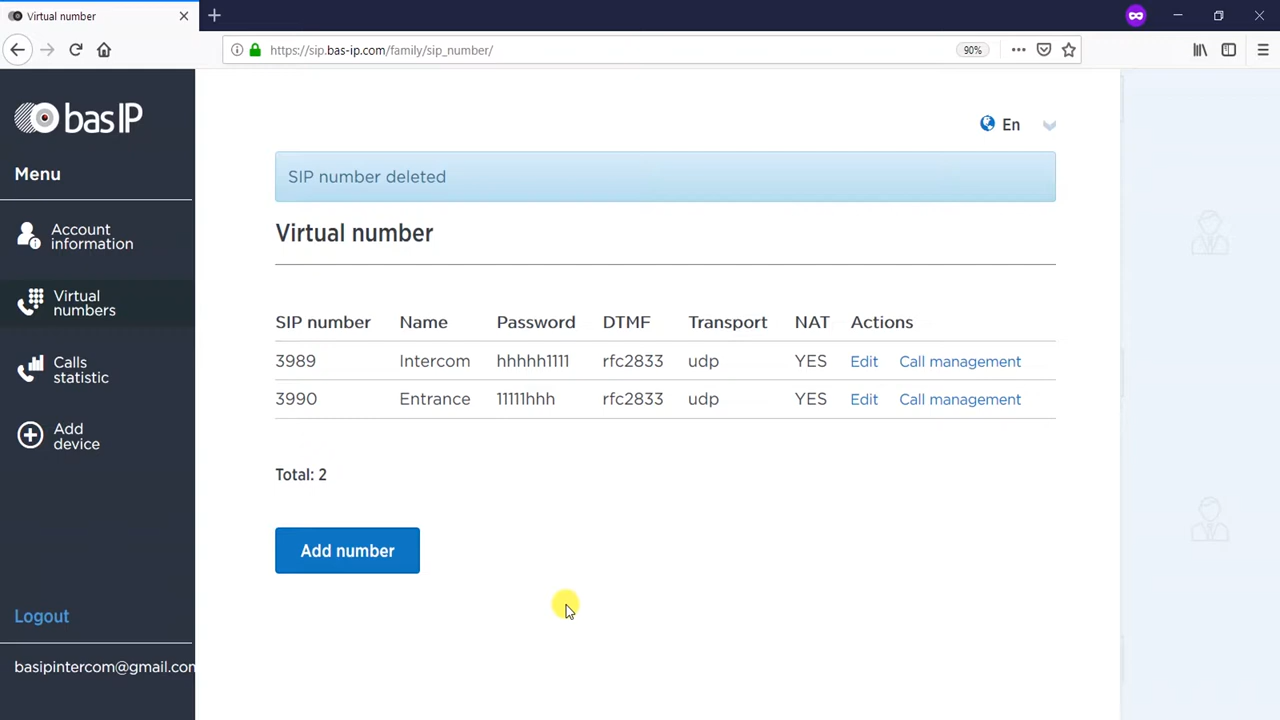 Virtual number
https://sip.bas-ip.com/family/sip_number/
90%
bas IP
Menu
Account
information
Virtual
numbers
Calls
statistic
Add
device
Logout
basipintercom@gmail.com
En
SIP number deleted
Virtual number
SIP number Name Password DTMF Transport NAT Actions
3989 Intercom hhhhh1111 rfc2833 udp YES Edit Call management
3990 Entrance 11111hhh rfc2833 udp YES Edit Call management
Total: 2
Add number